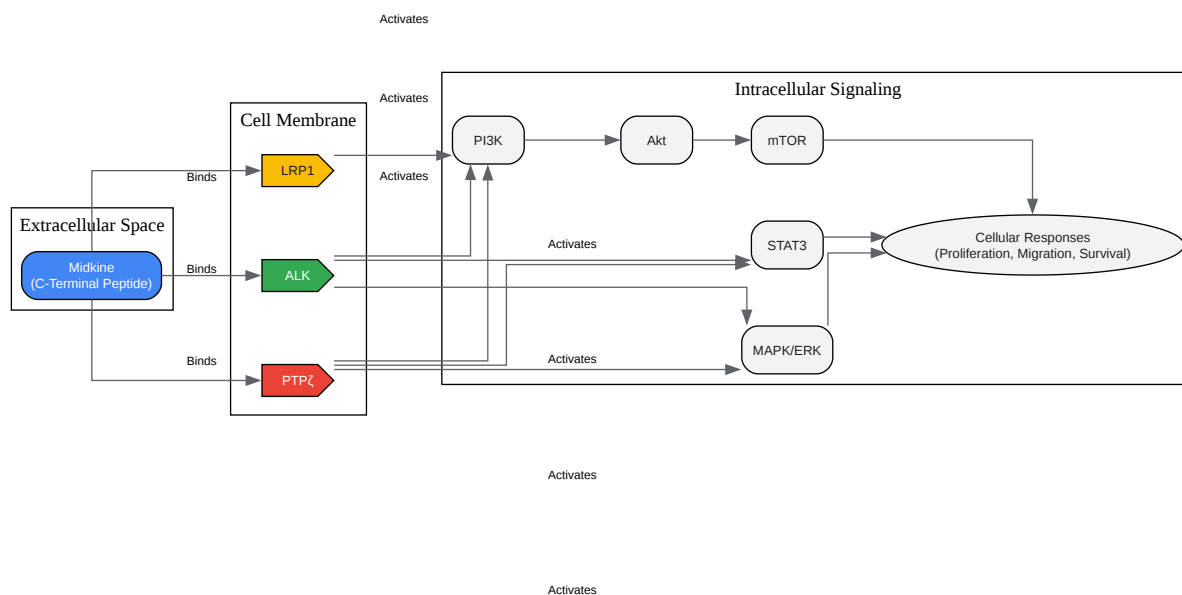 Activates
Intracellular Signaling
Activates
Cell Membrane
PI3K
Akt
mTOR
LRP1
Activates
Binds
Extracellular Space
STAT3
Activates
Cellular Responses
(Proliferation, Migration, Survival)
Midkine
(C-Terminal Peptide)
Binds
ALK
MAPK/ERK
Activates
Binds
PTPζ
Activates
Activates